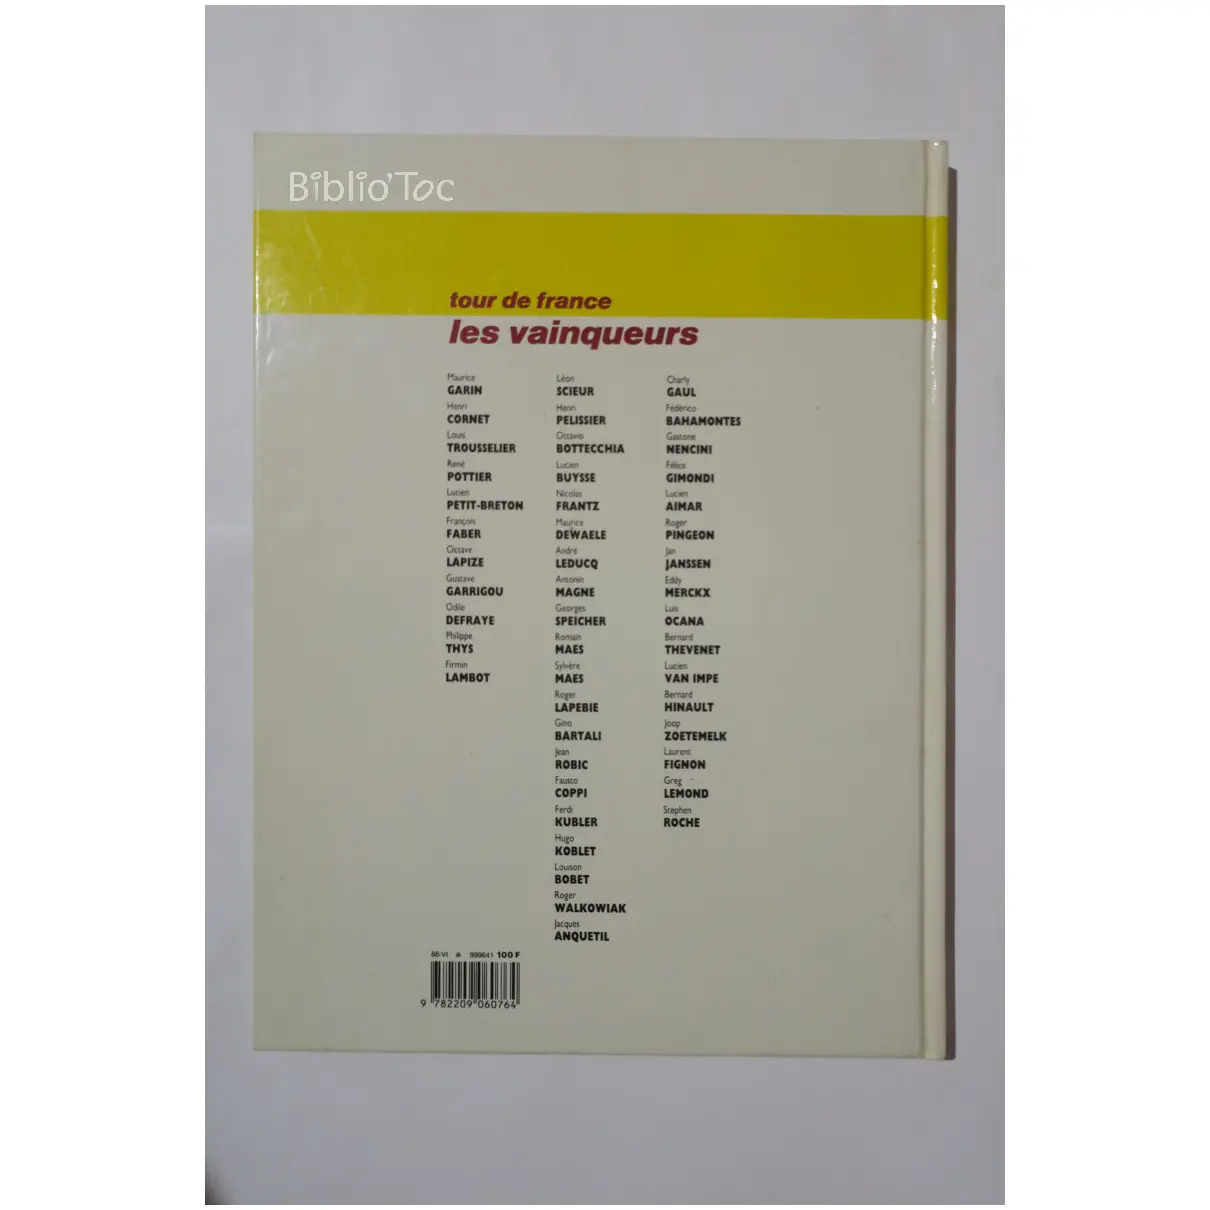 Biblio'Toc
tour de france
les vainqueurs
Maurice
GARIN
Henri
CORNET
Louis
TROUSSELIER
René
POTTIER
Lucien
PETIT-BRETON
François
FABER
Octave
LAPIZE
Gustave
GARRIGOU
Odile
DEFRAYE
Philippe
THYS
Firmin
LAMBOT
Léon
SCIEUR
Henri
PELISSIER
Ottavio
BOTTECCHIA
Lucien
BUYSSE
Nicolas
FRANTZ
Maurice
DEWAELE
André
LEDUCQ
Antonin
MAGNE
Georges
SPEICHER
Romain
MAES
Sylvère
MAES
Roger
LAPEBIE
Gino
BARTALI
Jean
ROBIC
Fausto
COPPI
Ferdi
KUBLER
Hugo
KOBLET
Louison
BOBET
Roger
WALKOWIAK
Jacques
ANQUETIL
Charly
GAUL
Fédérico
BAHAMONTES
Gastone
NENCINI
Félice
GIMONDI
Lucien
AIMAR
Roger
PINGEON
Jan
JANSSEN
Eddy
MERCKX
Luis
OCANA
Bernard
THEVENET
Lucien
VAN IMPE
Bernard
HINAULT
Joop
ZOETEMELK
Laurent
FIGNON
Greg
LEMOND
Stephen
ROCHE
88-VI 999641 100 F
9 782209 060764